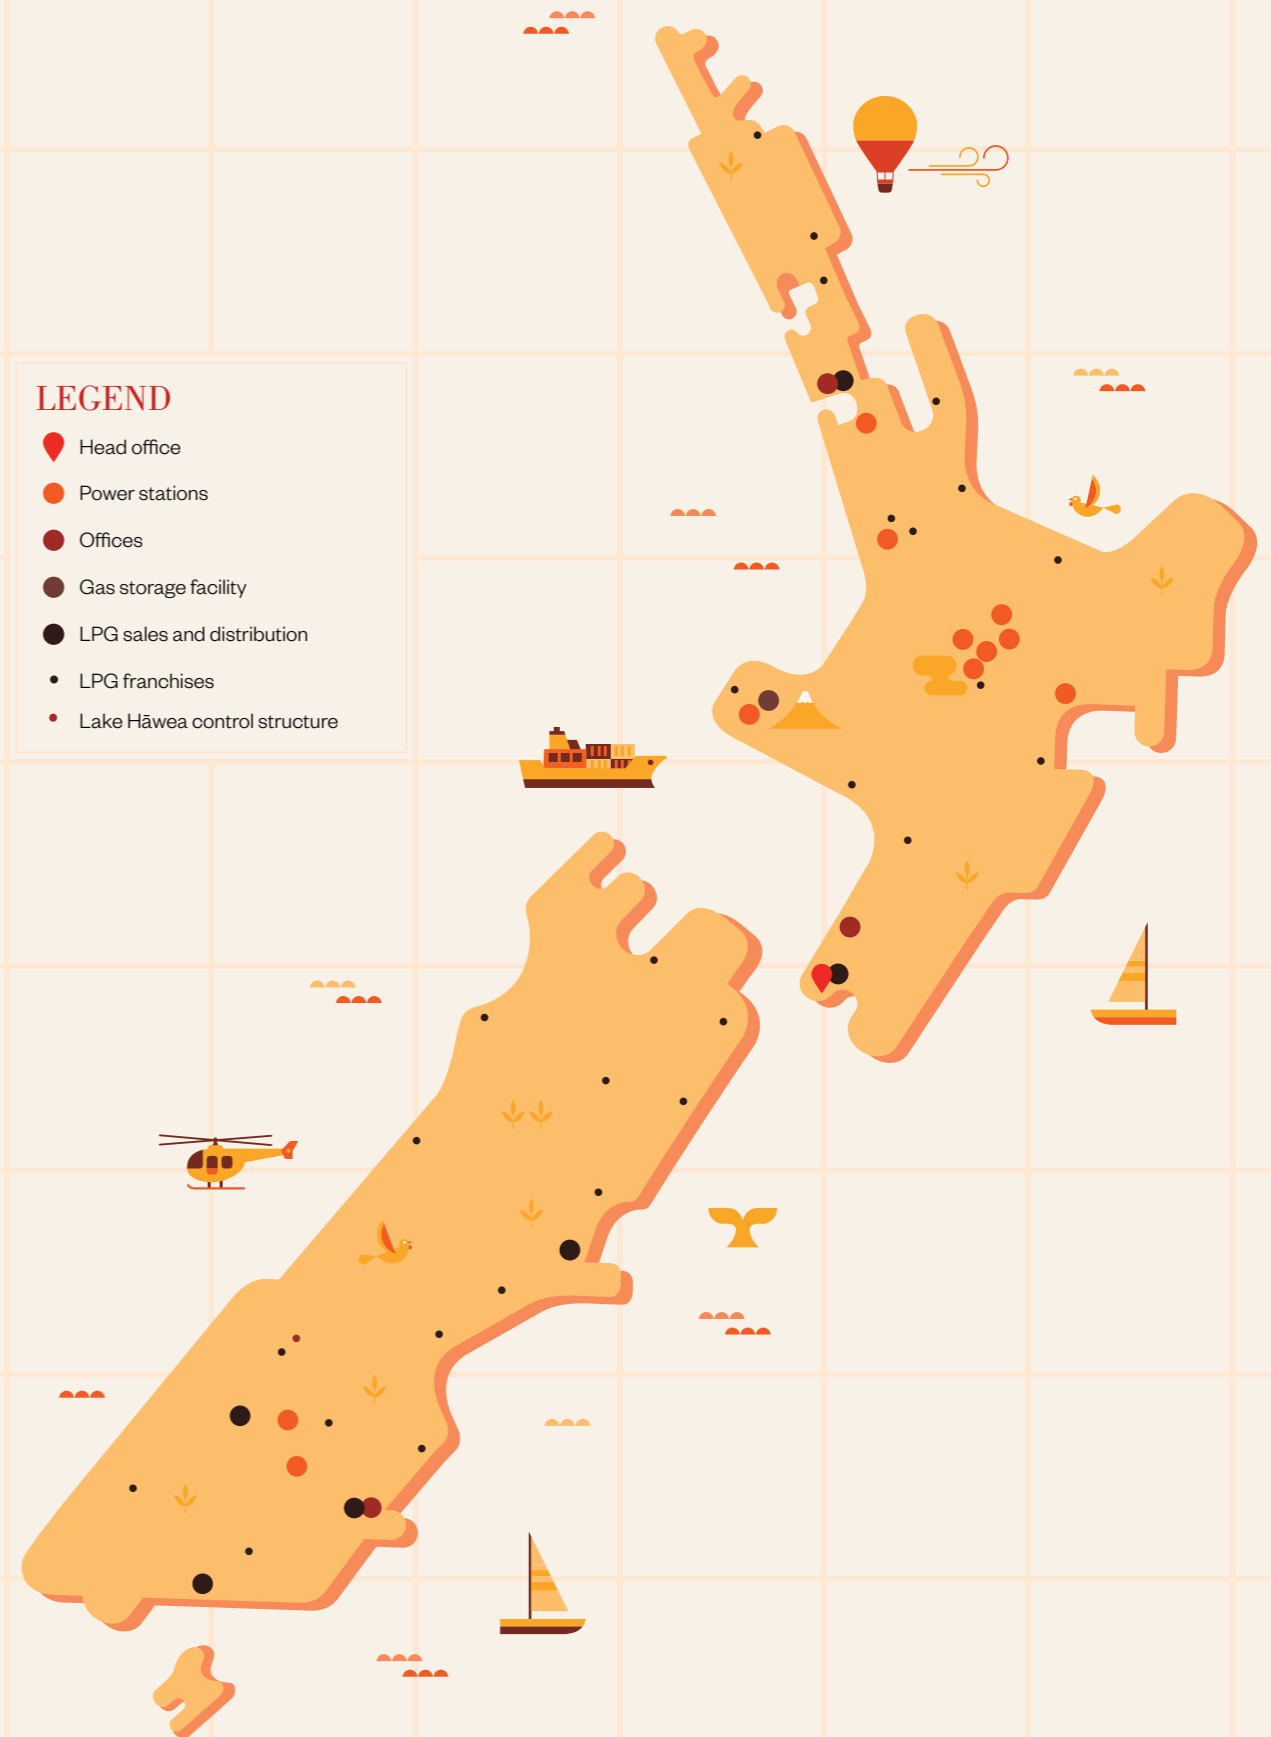 LEGEND
Head office
Power stations
Offices
Gas storage facility
LPG sales and distribution
LPG franchises
Lake Hāwea control structure